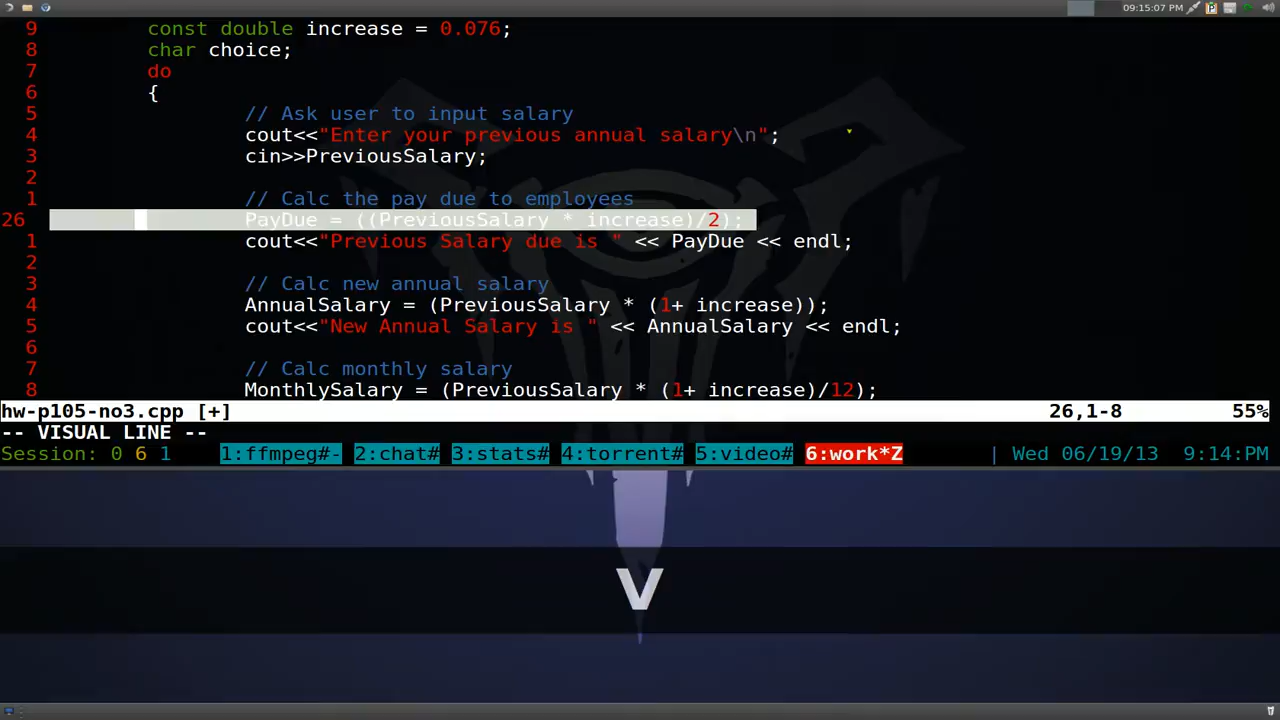 09:15:07 PM
9 const double increase = 0.076;
8 char choice;
7 do
6 {
5 // Ask user to input salary
4 cout<<"Enter your previous annual salary\n";
3 cin>>PreviousSalary;
2
1 // Calc the pay due to employees
26 PayDue = ((PreviousSalary * increase)/2);
1 cout<<"Previous Salary due is " << PayDue << endl;
2
3 // Calc new annual salary
4 AnnualSalary = (PreviousSalary * (1+ increase));
5 cout<<"New Annual Salary is " << AnnualSalary << endl;
6
7 // Calc monthly salary
8 MonthlySalary = (PreviousSalary * (1+ increase)/12);
hw-p105-no3.cpp [+] 26,1-8 55%
-- VISUAL LINE --
Session: 0 6 1 1:ffmpeg#- 2:chat# 3:stats# 4:torrent# 5:video# 6:work*Z | Wed 06/19/13 9:14:PM
V